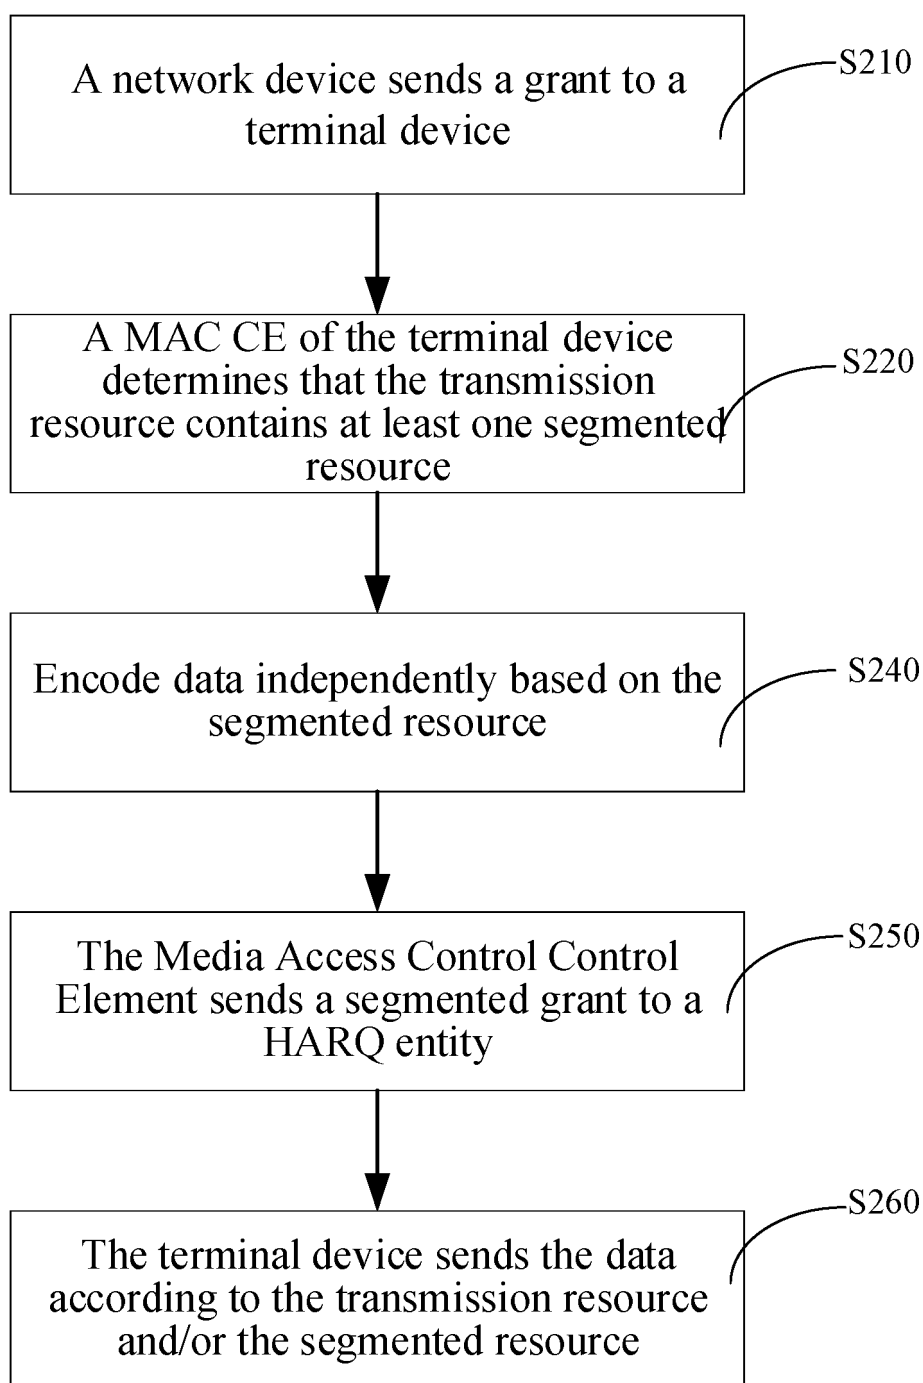 A network device sends a grant to a
terminal device
S210
A MAC CE of the terminal device
determines that the transmission
resource contains at least one segmented
resource
S220
Encode data independently based on the
segmented resource
S240
The Media Access Control Control
Element sends a segmented grant to a
HARQ entity
S250
The terminal device sends the data
according to the transmission resource
and/or the segmented resource
S260